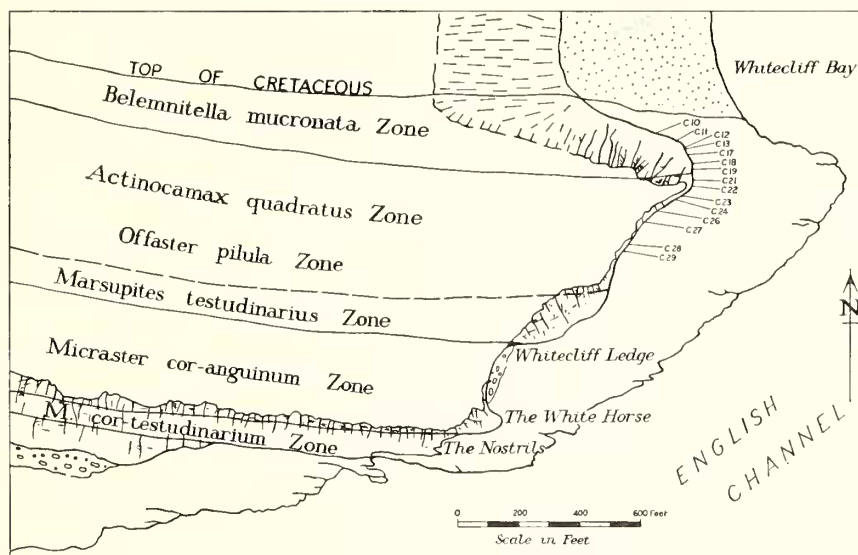 Whitecliff Bay
TOP OF CRETACEOUS
Belemnitella mucronata Zone
C10
C11
C12
C13
C17
C18
C19
C21
C22
C23
C24
C26
C27
C28
C29
Actinocamax quadratus Zone
Offaster pilula Zone
Marsupites testudinarius Zone
N
Whitecliff Ledge
Micraster cor-anguinum Zone
The White Horse
M. cor-testudinarium Zone
The Nostrils
ENGLISH
CHANNEL
0 200 400 600 Feet
Scale in Feet